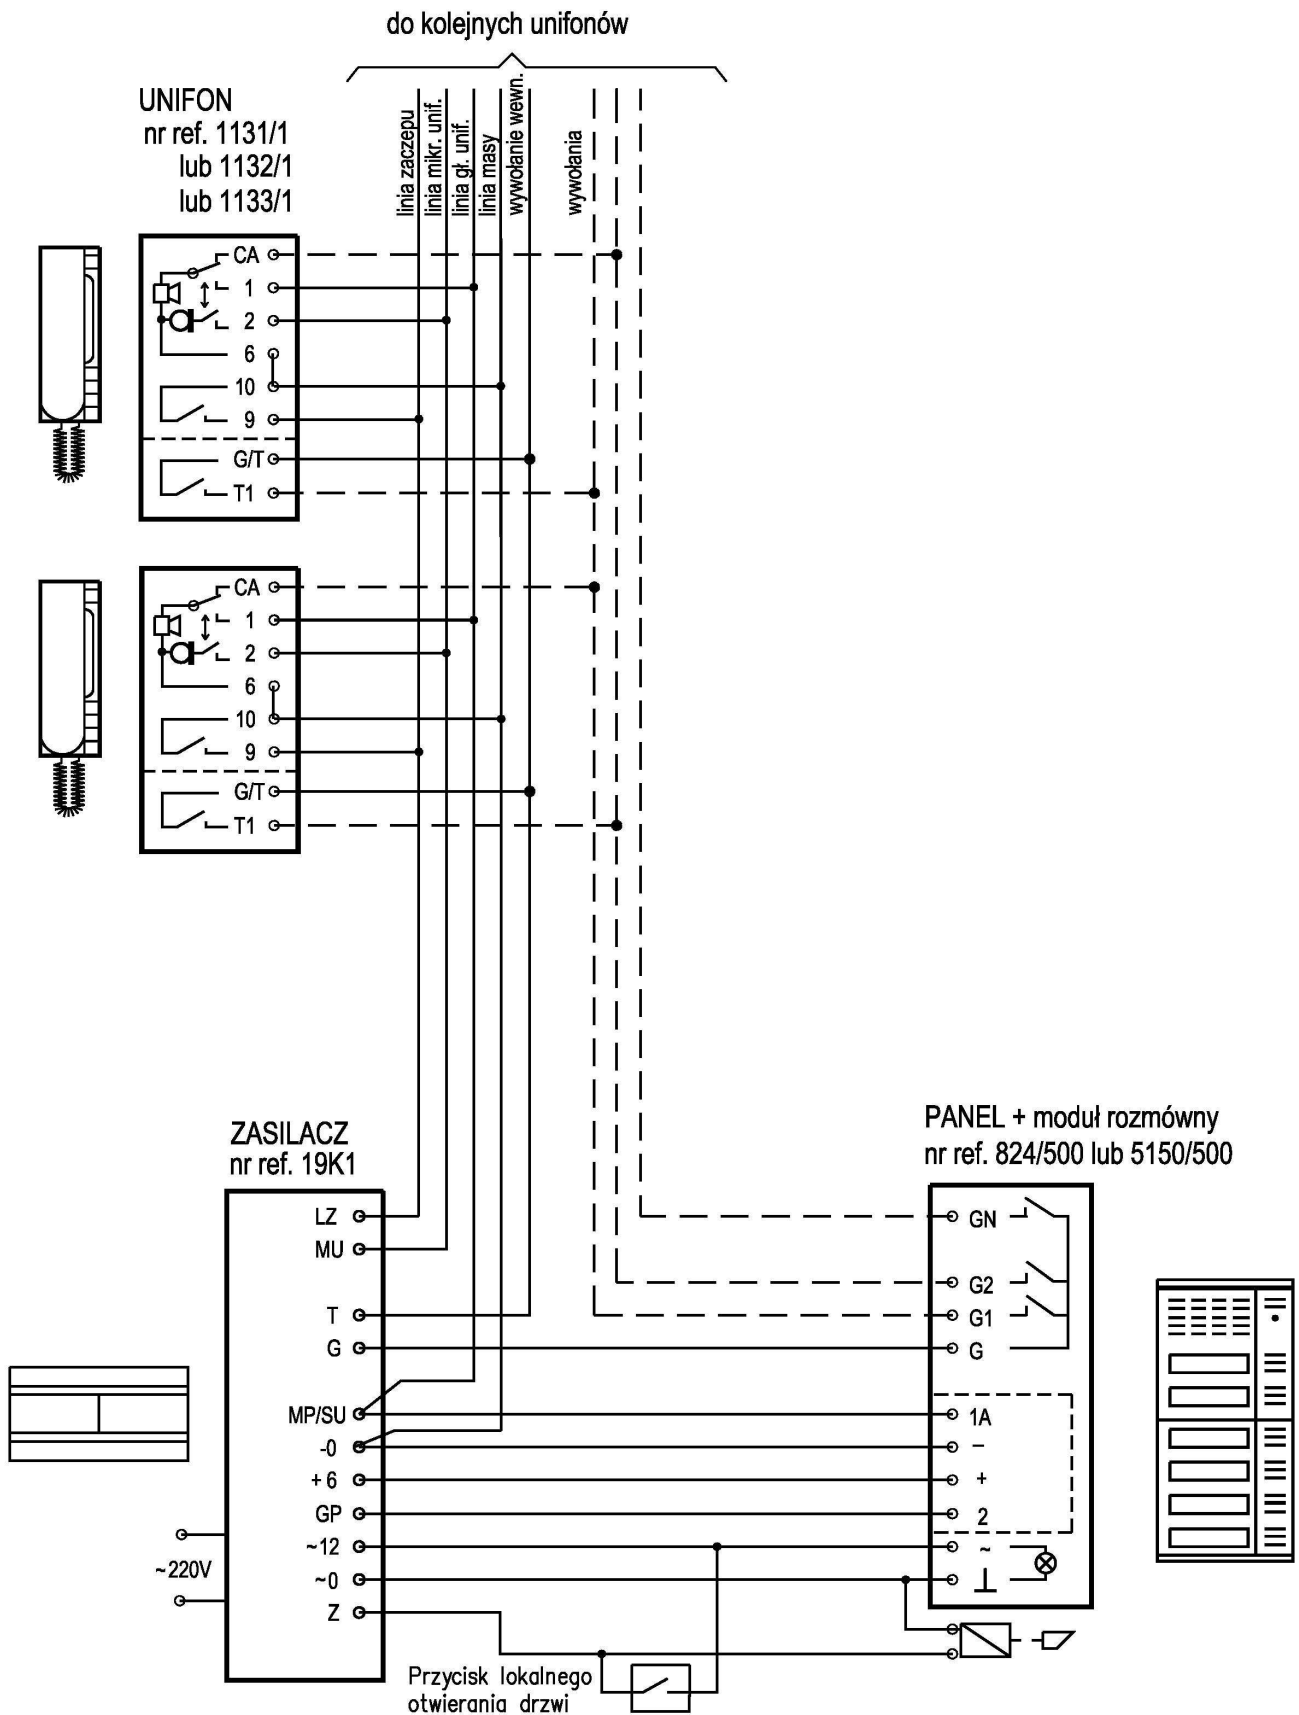 do kolejnych unifonów
UNIFON
nr ref. 1131/1
lub 1132/1
lub 1133/1
linia zaczepu
linia mikr. unif.
linia gł. unif.
linia masy
wywołanie wewn.
wywołania
CA
1
2
6
10
9
G/T
T1
CA
1
2
6
10
9
G/T
T1
ZASILACZ
nr ref. 19K1
LZ
MU
T
G
MP/SU
-0
+6
GP
~12
~0
Z
~220V
PANEL + moduł rozmówny
nr ref. 824/500 lub 5150/500
GN
G2
G1
G
1A
–
+
2
~
Przycisk lokalnego
otwierania drzwi